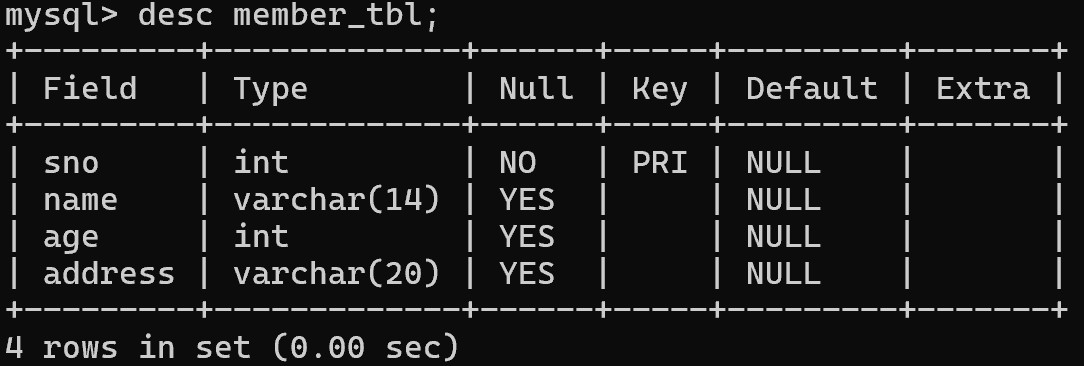 mysql> desc member_tbl;
+---------+-------------+------+-----+---------+-------+
| Field   | Type        | Null | Key | Default | Extra |
+---------+-------------+------+-----+---------+-------+
| sno     | int         | NO   | PRI | NULL    |       |
| name    | varchar(14) | YES  |     | NULL    |       |
| age     | int         | YES  |     | NULL    |       |
| address | varchar(20) | YES  |     | NULL    |       |
+---------+-------------+------+-----+---------+-------+
4 rows in set (0.00 sec)